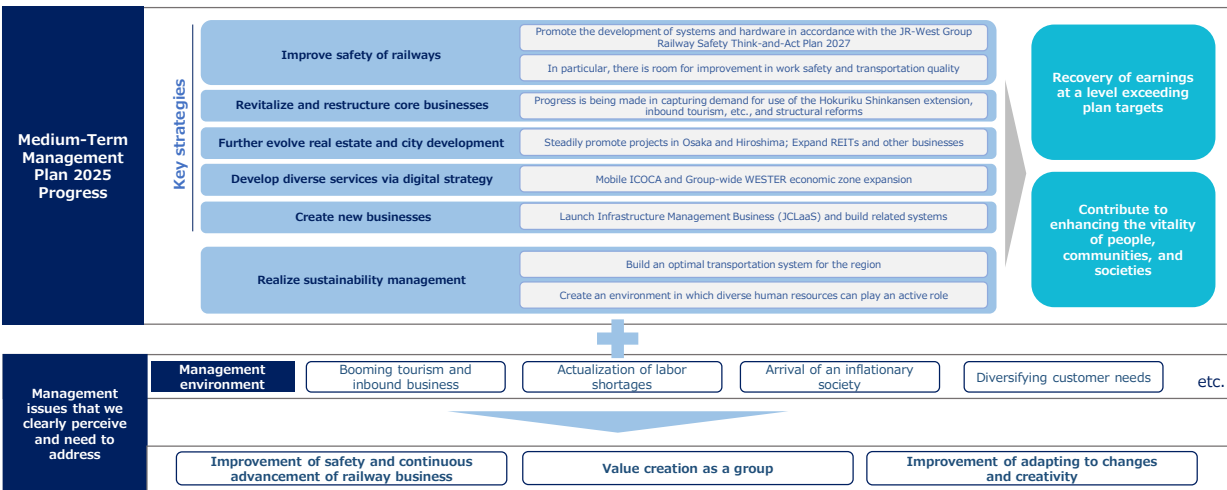 Medium-Term
Management
Plan 2025
Progress
Key strategies
Improve safety of railways
Promote the development of systems and hardware in accordance with the JR-West Group
Railway Safety Think-and-Act Plan 2027
In particular, there is room for improvement in work safety and transportation quality
Revitalize and restructure core businesses
Progress is being made in capturing demand for use of the Hokuriku Shinkansen extension,
inbound tourism, etc., and structural reforms
Further evolve real estate and city development
Steadily promote projects in Osaka and Hiroshima; Expand REITs and other businesses
Develop diverse services via digital strategy
Mobile ICOCA and Group-wide WESTER economic zone expansion
Create new businesses
Launch Infrastructure Management Business (JCLaaS) and build related systems
Realize sustainability management
Build an optimal transportation system for the region
Create an environment in which diverse human resources can play an active role
Recovery of earnings
at a level exceeding
plan targets
Contribute to
enhancing the vitality
of people,
communities, and
societies
Management
issues that we
clearly perceive
and need to
address
Management
environment
Booming tourism and
inbound business
Actualization of labor
shortages
Arrival of an inflationary
society
Diversifying customer needs
etc.
Improvement of safety and continuous
advancement of railway business
Value creation as a group
Improvement of adapting to changes
and creativity